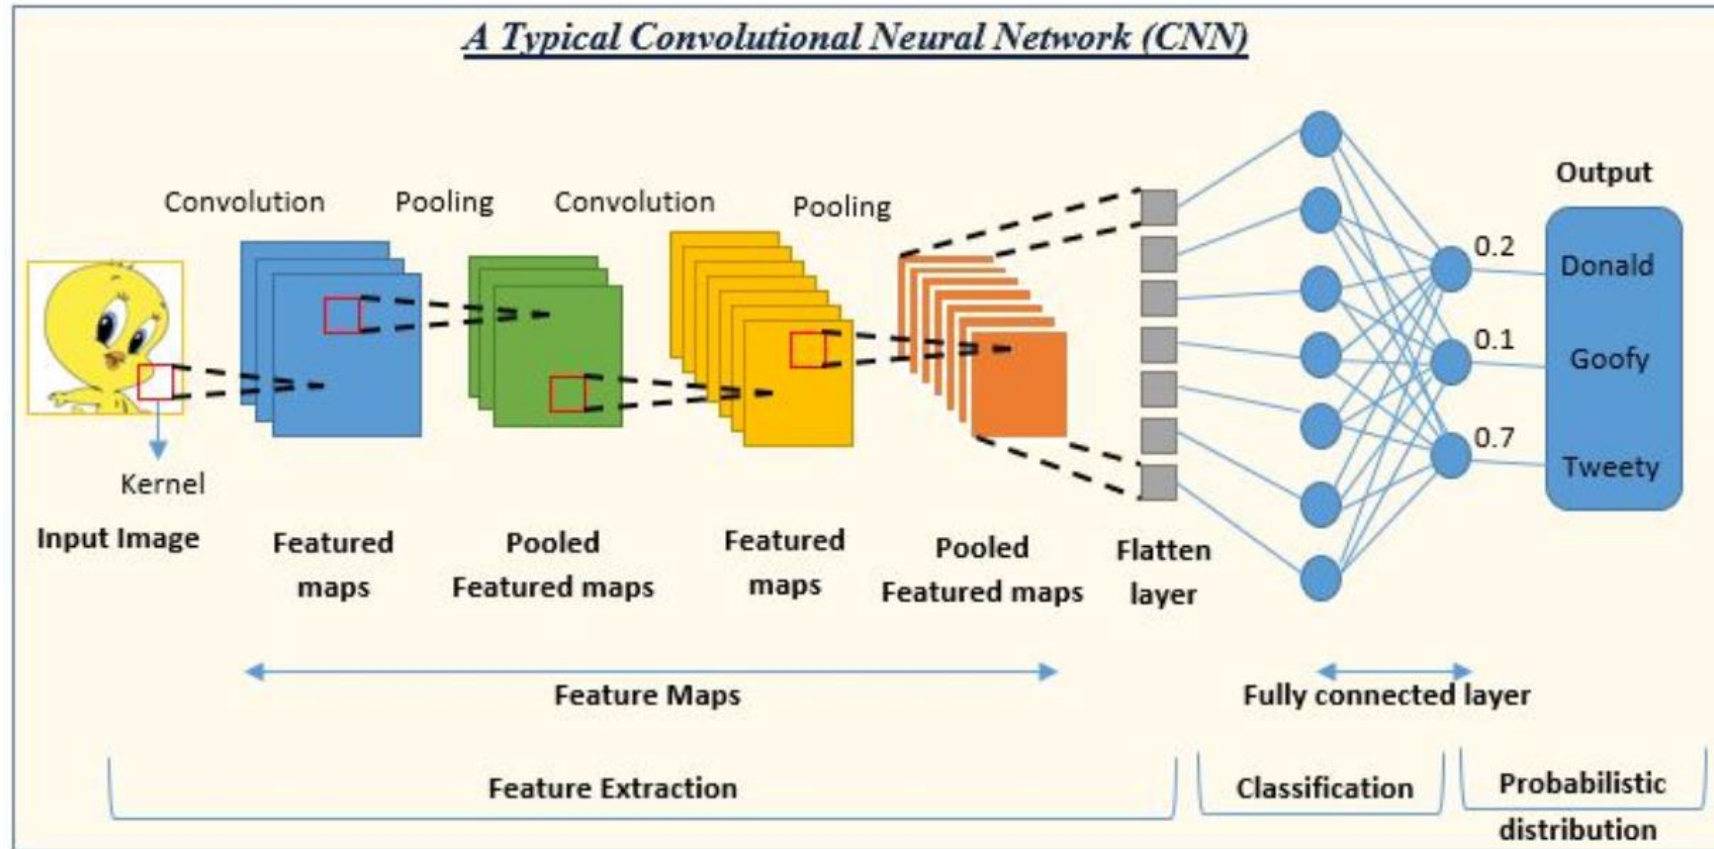 A Typical Convolutional Neural Network (CNN)
Convolution
Pooling
Convolution
Pooling
Output
0.2
Donald
0.1
Goofy
0.7
Tweety
Kernel
Input Image
Featured
maps
Pooled
Featured maps
Featured
maps
Pooled
Featured maps
Flatten
layer
Feature Maps
Fully connected layer
Feature Extraction
Classification
Probabilistic
distribution